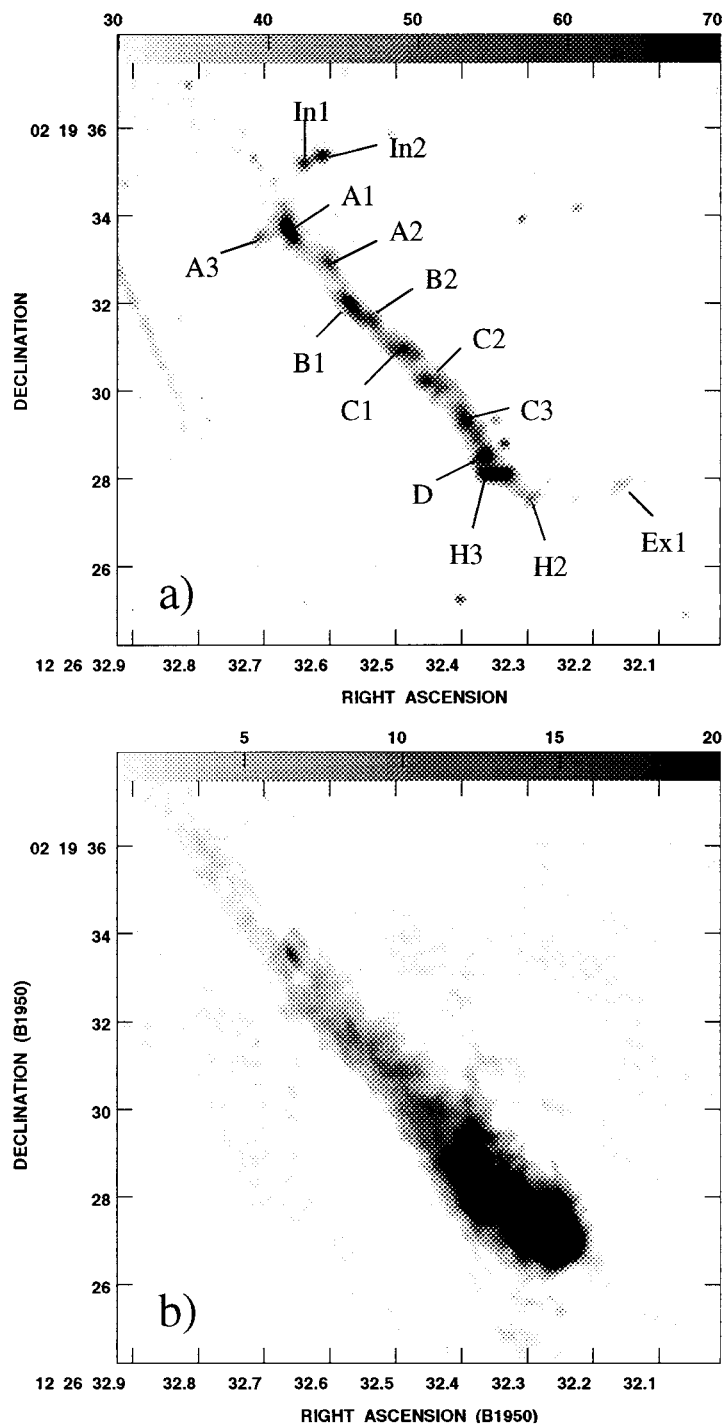 30 40 50 60 70
02 19 36
34
32
30
28
26
DECLINATION
In1
In2
A1
A2
A3
B2
B1
C2
C1
C3
D
H3
H2
Ex1
a)
12 26 32.9 32.8 32.7 32.6 32.5 32.4 32.3 32.2 32.1
RIGHT ASCENSION
5 10 15 20
02 19 36
34
32
30
28
26
DECLINATION (B1950)
b)
12 26 32.9 32.8 32.7 32.6 32.5 32.4 32.3 32.2 32.1
RIGHT ASCENSION (B1950)